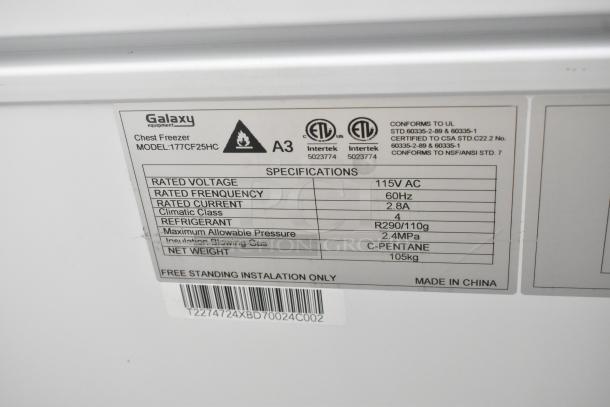 Galaxy
equipment
Chest Freezer
MODEL:177CF25HC
A3
ETL
Intertek
5023774
ETL
Intertek
5023774
CONFORMS TO UL
STD.60335-2-89 & 60335-1
CERTIFIED TO CSA STD.C22.2 No.
60335-2-89 & 60335-1
CONFORMS TO NSF/ANSI STD. 7
SPECIFICATIONS
RATED VOLTAGE 115V AC
RATED FRENQUENCY 60Hz
RATED CURRENT 2.8A
Climatic Class 4
REFRIGERANT R290/110g
Maximum Allowable Pressure 2.4MPa
Insulation Blowing Gas C-PENTANE
NET WEIGHT 105kg
FREE STANDING INSTALATION ONLY
MADE IN CHINA
T2274724XBD70024C002